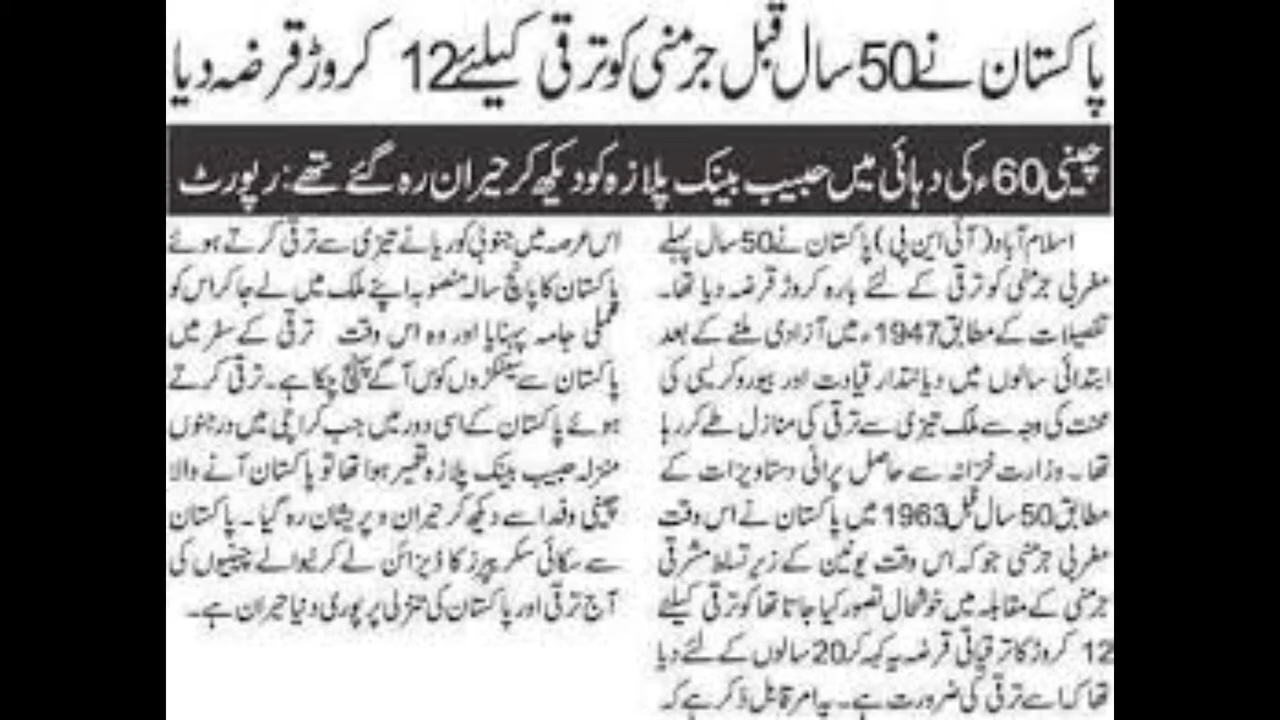 پاکستان نے 50 سال قبل جرمنی کو ترقی کیلئے 12 کروڑ قرضہ دیا
چینی 60ء کی دہائی میں حبیب بینک پلازہ کو دیکھ کر حیران رہ گئے تھے: رپورٹ
اسلام آباد (آئی این پی) پاکستان نے 50 سال پہلے
مغربی جرمنی کو ترقی کے لئے بارہ کروڑ قرضہ دیا تھا۔
تفصیلات کے مطابق 1947ء میں آزادی ملنے کے بعد
ابتدائی سالوں میں دیانتدار قیادت اور بیوروکریسی کی
محنت کی وجہ سے ملک تیزی سے ترقی کی منازل طے کر رہا
تھا۔ وزارت خزانہ سے حاصل پرانی دستاویزات کے
مطابق 50 سال قبل 1963 میں پاکستان نے اس وقت
مغربی جرمنی جو کہ اس وقت یونین کے زیر تسلط مشرقی
جرمنی کے مقابلہ میں خوشحال تصور کیا جاتا تھا کو ترقی کیلئے
12 کروڑ کا ترقیاتی قرضہ یہ کہہ کر 20 سالوں کے لئے دیا
تھا کہ اسے ترقی کی ضرورت ہے۔ یہ امر قابل ذکر ہے کہ
اس عرصہ میں جنوبی کوریا نے تیزی سے ترقی کرتے ہوئے
پاکستان کا پانچ سالہ منصوبہ اپنے ملک میں لے جا کر اس کو
عملی جامہ پہنایا اور وہ اس وقت ترقی کے سفر میں
پاکستان سے سینکڑوں کوس آگے پہنچ چکا ہے۔ ترقی کرتے
ہوئے پاکستان کے اسی دور میں جب کراچی میں درجنوں
منزلہ حبیب بینک پلازہ تعمیر ہوا تھا تو پاکستان آنے والا
چینی وفد اسے دیکھ کر حیران و پریشان رہ گیا۔ پاکستان
سے سکائی سکریپرز کا ڈیزائن لے کر نیوالے چینیوں کی
آج ترقی اور پاکستان کی تنزلی پر پوری دنیا حیران ہے۔